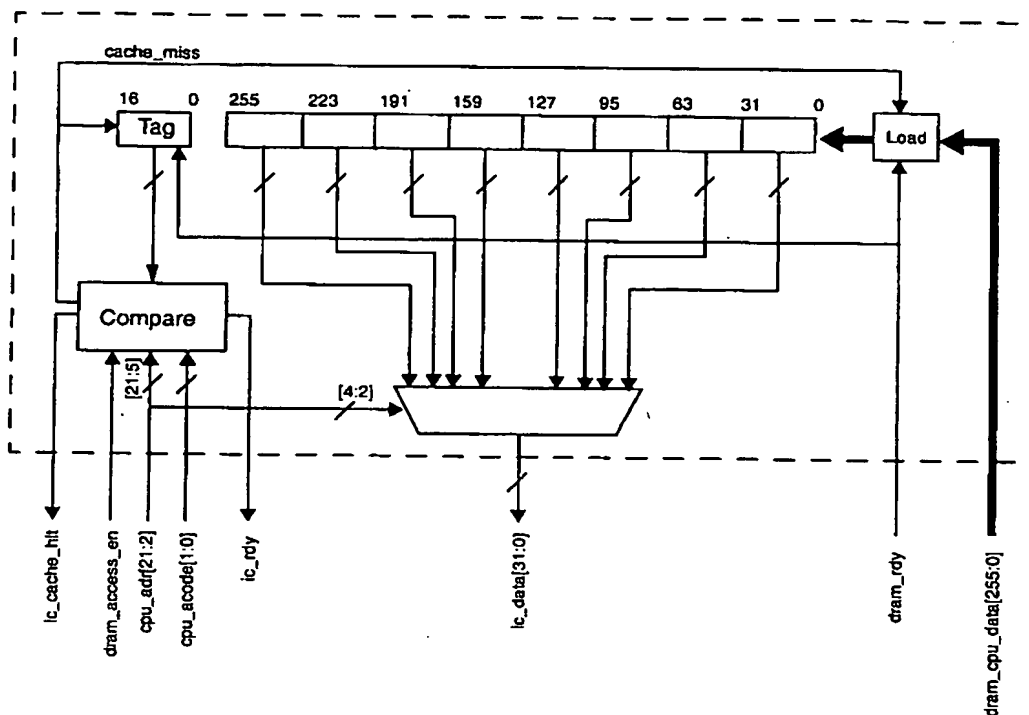 cache_miss
16 0 255 223 191 159 127 95 63 31 0
Tag
Load
Compare
[21:5]
[4:2]
ic_cache_hit
dram_access_en
cpu_adr[21:2]
cpu_acode[1:0]
ic_rdy
ic_data[31:0]
dram_rdy
dram_cpu_data[255:0]